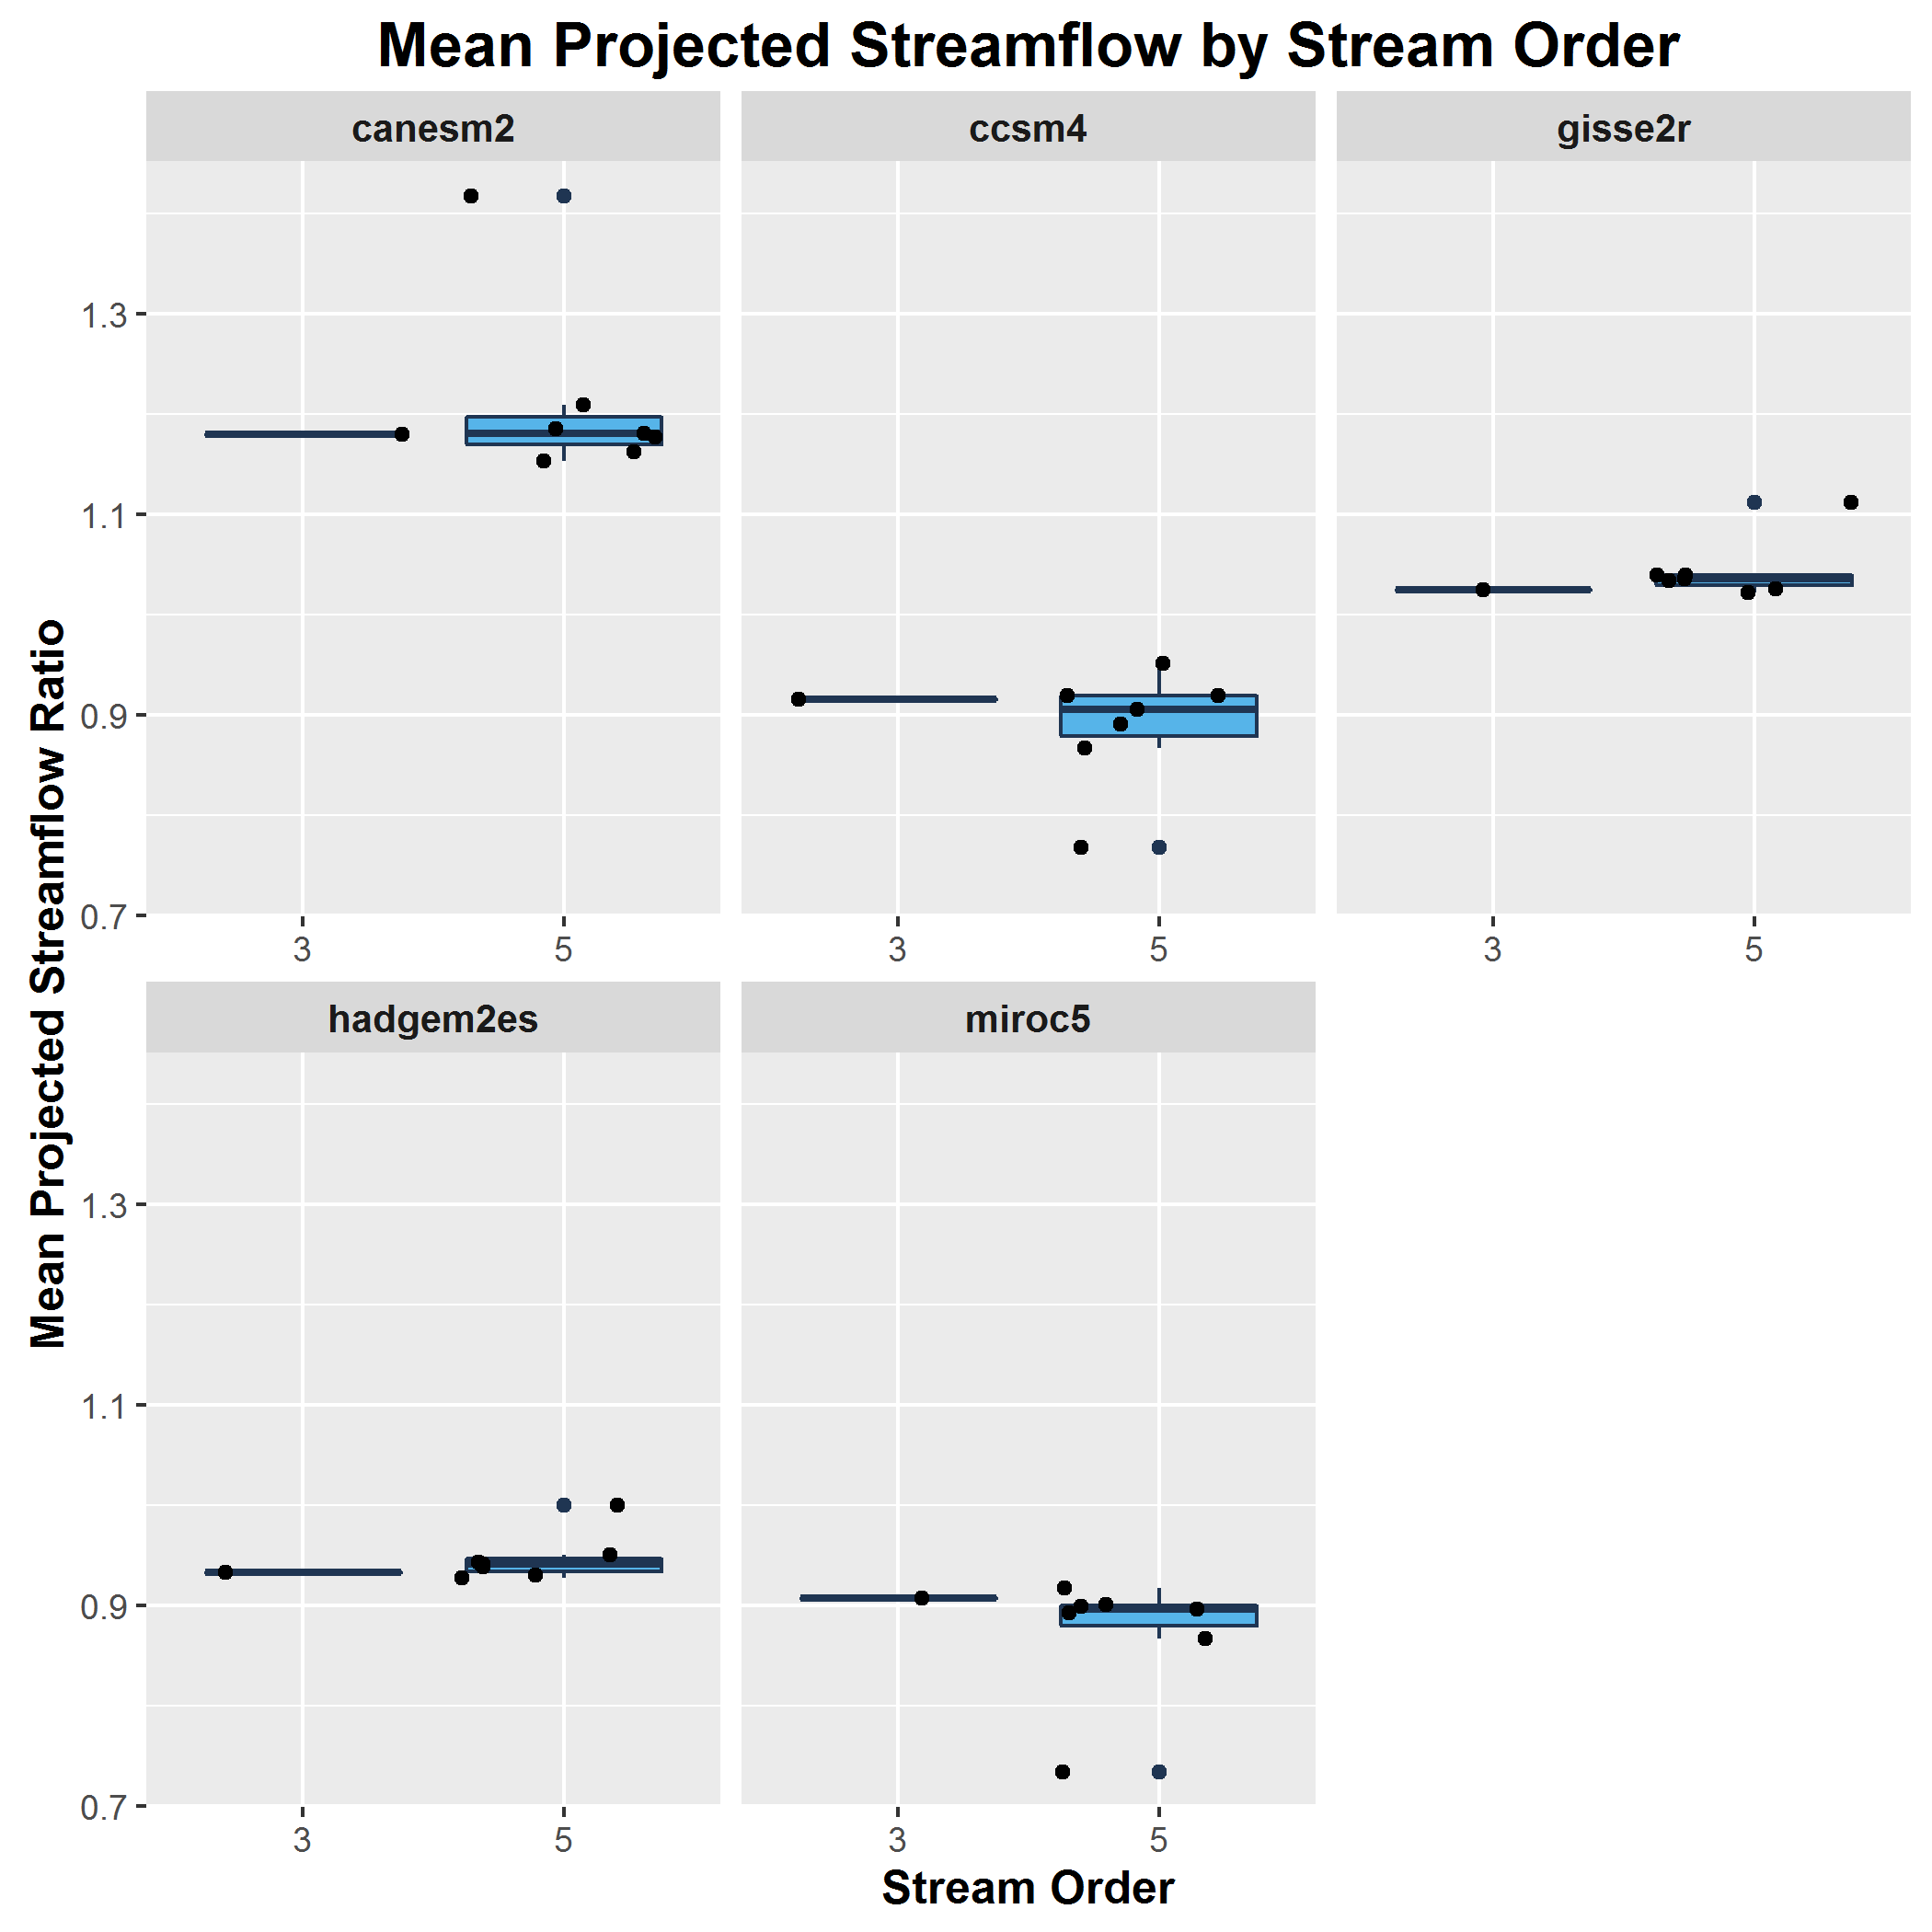 Mean Projected Streamflow by Stream Order
canesm2
ccsm4
gisse2r
Mean Projected Streamflow Ratio
1.3
1.1
0.9
0.7
3
5
3
5
3
5
hadgem2es
miroc5
1.3
1.1
0.9
0.7
3
5
3
5
Stream Order